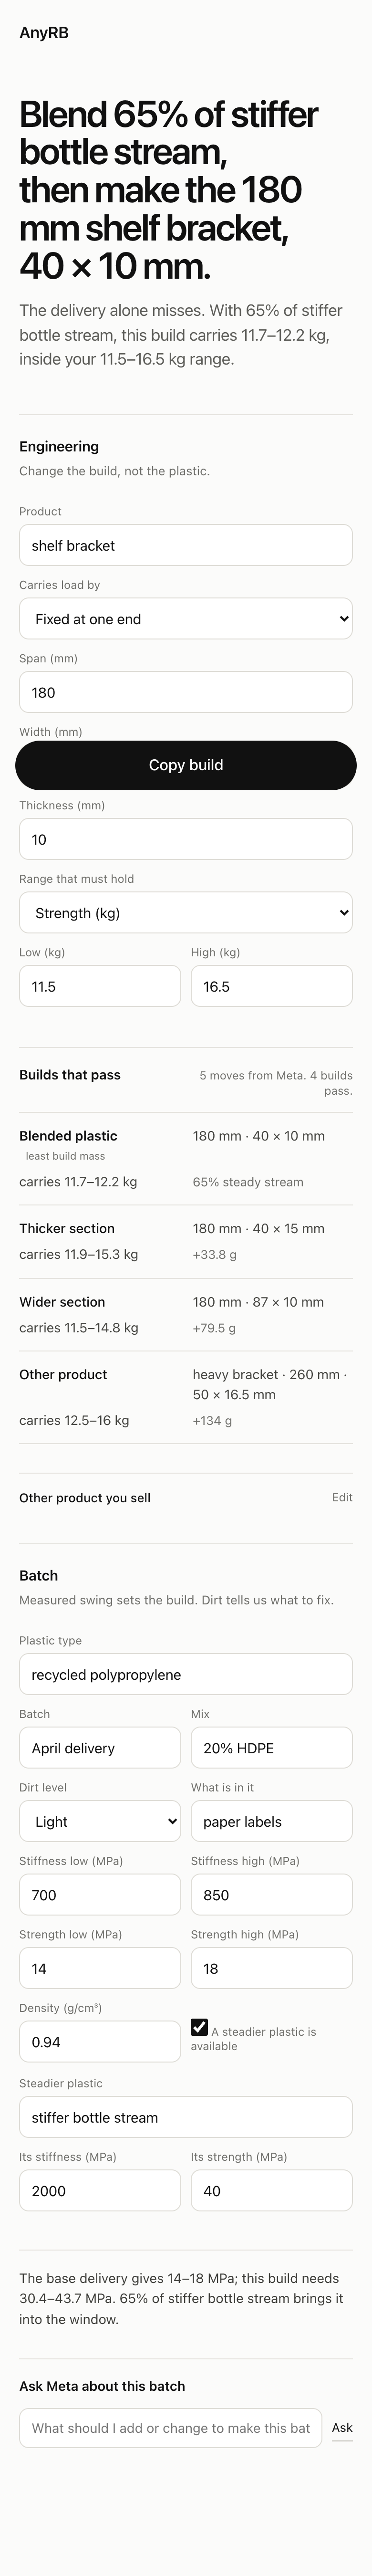 AnyRB
Blend 65% of stiffer
bottle stream,
then make the 180
mm shelf bracket,
40 × 10 mm.
The delivery alone misses. With 65% of stiffer
bottle stream, this build carries 11.7–12.2 kg,
inside your 11.5–16.5 kg range.
Engineering
Change the build, not the plastic.
Product
shelf bracket
Carries load by
Fixed at one end
Span (mm)
180
Width (mm)
Copy build
Thickness (mm)
10
Range that must hold
Strength (kg)
Low (kg) High (kg)
11.5 16.5
Builds that pass 5 moves from Meta. 4 builds
pass.
Blended plastic 180 mm · 40 × 10 mm
least build mass
carries 11.7–12.2 kg 65% steady stream
Thicker section 180 mm · 40 × 15 mm
carries 11.9–15.3 kg +33.8 g
Wider section 180 mm · 87 × 10 mm
carries 11.5–14.8 kg +79.5 g
Other product heavy bracket · 260 mm ·
50 × 16.5 mm
carries 12.5–16 kg +134 g
Other product you sell Edit
Batch
Measured swing sets the build. Dirt tells us what to fix.
Plastic type
recycled polypropylene
Batch Mix
April delivery 20% HDPE
Dirt level What is in it
Light paper labels
Stiffness low (MPa) Stiffness high (MPa)
700 850
Strength low (MPa) Strength high (MPa)
14 18
Density (g/cm³)
0.94 A steadier plastic is
available
Steadier plastic
stiffer bottle stream
Its stiffness (MPa) Its strength (MPa)
2000 40
The base delivery gives 14–18 MPa; this build needs
30.4–43.7 MPa. 65% of stiffer bottle stream brings it
into the window.
Ask Meta about this batch
What should I add or change to make this bat Ask